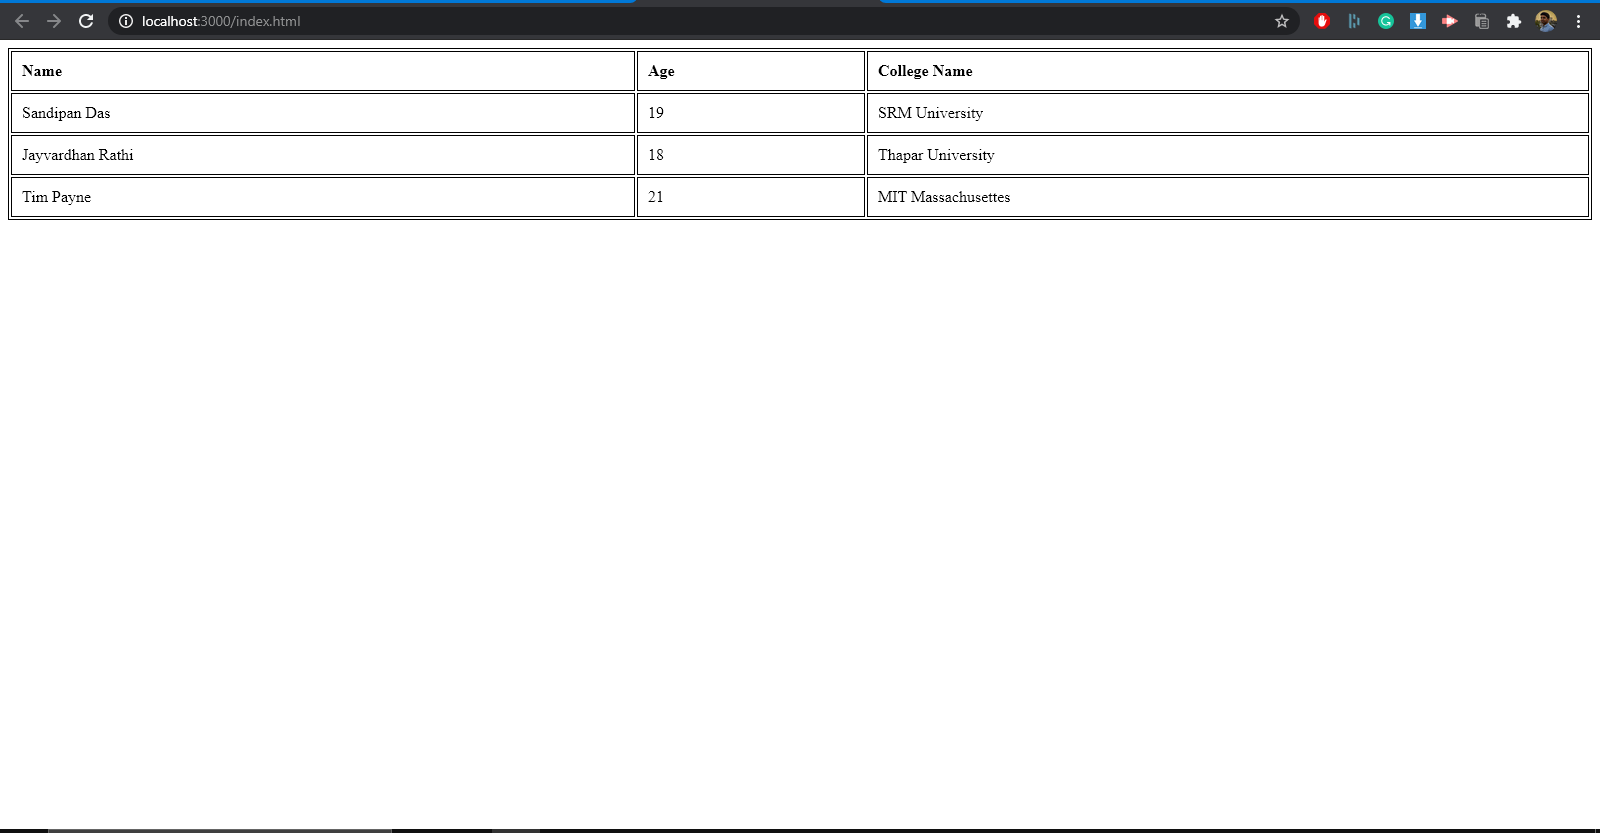 localhost:3000/index.html
Name Age College Name
Sandipan Das 19 SRM University
Jayvardhan Rathi 18 Thapar University
Tim Payne 21 MIT Massachusettes